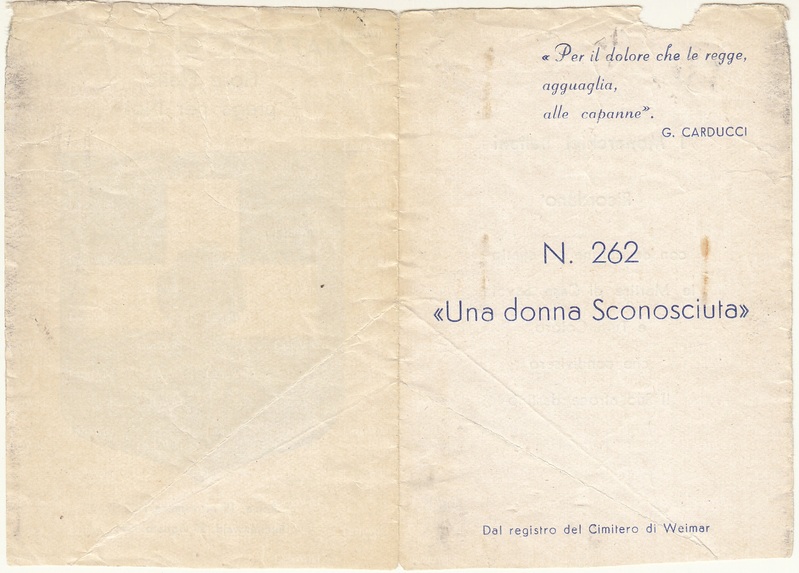 « Per il dolore che le regge,
agguaglia,
alle capanne».
G. CARDUCCI
N. 262
«Una donna Sconosciuta»
Dal registro del Cimitero di Weimar